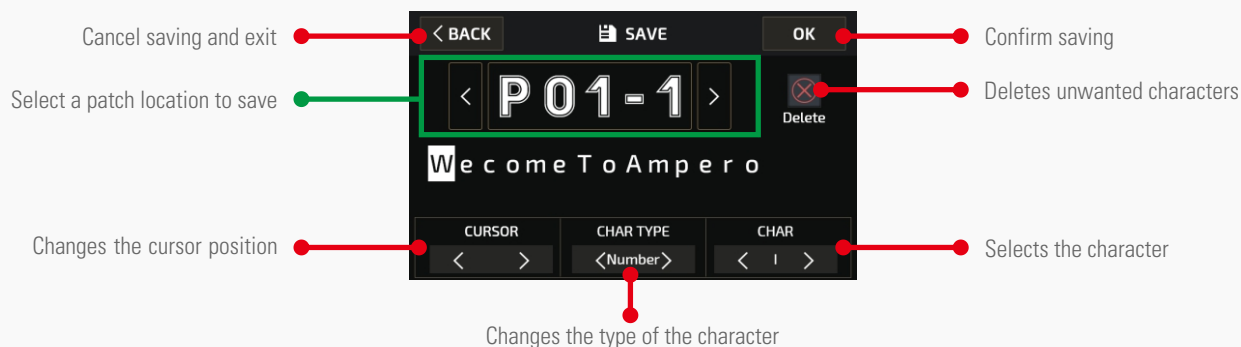 Cancel saving and exit
< BACK
SAVE
OK
Confirm saving
Select a patch location to save
< P01-1 >
Delete
Deletes unwanted characters
WecomeToAmpero
CURSOR
CHAR TYPE
CHAR
Changes the cursor position
< >
<Number>
< I >
Selects the character
Changes the type of the character